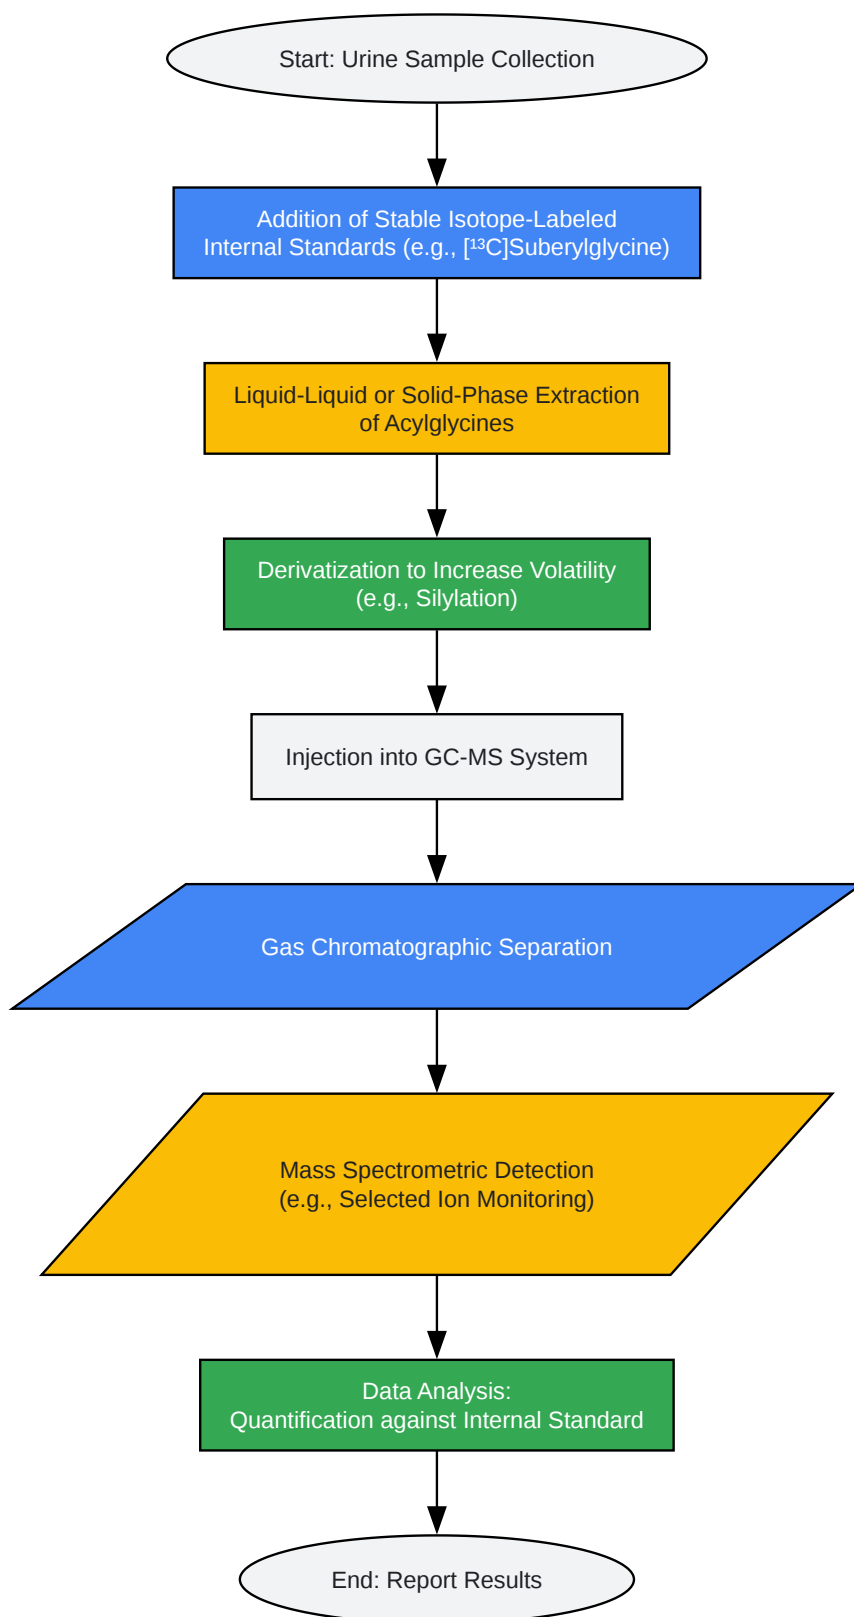 Start: Urine Sample Collection
Addition of Stable Isotope-Labeled
Internal Standards (e.g., [¹³C]Suberylglycine)
Liquid-Liquid or Solid-Phase Extraction
of Acylglycines
Derivatization to Increase Volatility
(e.g., Silylation)
Injection into GC-MS System
Gas Chromatographic Separation
Mass Spectrometric Detection
(e.g., Selected Ion Monitoring)
Data Analysis:
Quantification against Internal Standard
End: Report Results